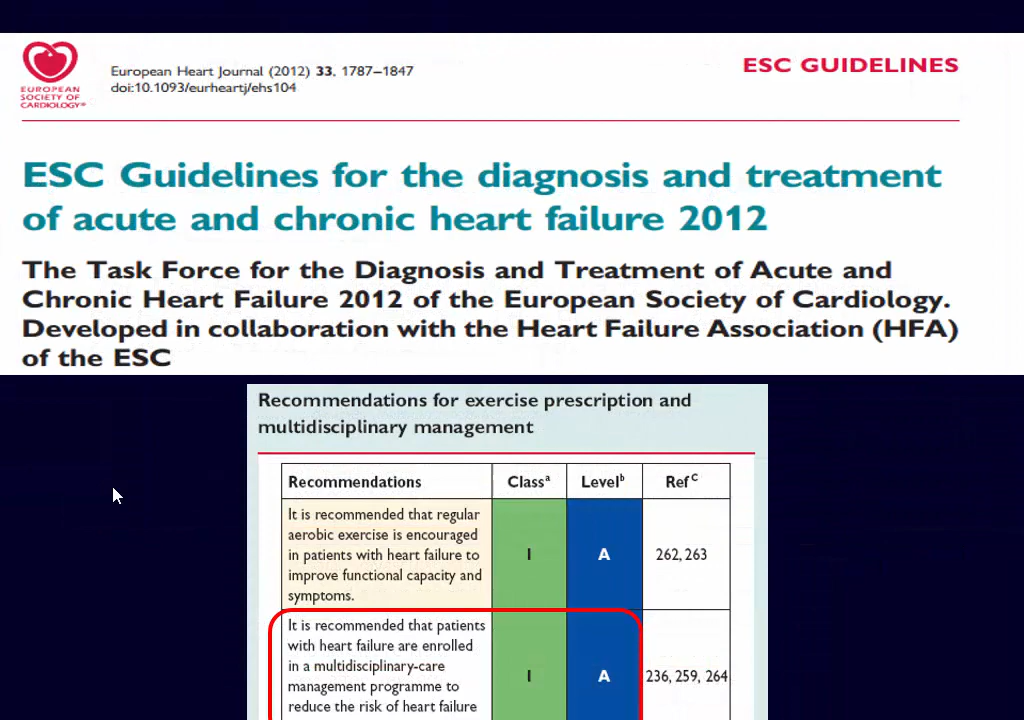 EUROPEAN
SOCIETY OF
CARDIOLOGY®
European Heart Journal (2012) 33, 1787–1847
doi:10.1093/eurheartj/ehs104
ESC GUIDELINES
ESC Guidelines for the diagnosis and treatment
of acute and chronic heart failure 2012
The Task Force for the Diagnosis and Treatment of Acute and
Chronic Heart Failure 2012 of the European Society of Cardiology.
Developed in collaboration with the Heart Failure Association (HFA)
of the ESC
Recommendations for exercise prescription and
multidisciplinary management
Recommendations Classᵃ Levelᵇ Ref ᶜ
It is recommended that regular
aerobic exercise is encouraged
in patients with heart failure to
improve functional capacity and
symptoms.
I A 262, 263
It is recommended that patients
with heart failure are enrolled
in a multidisciplinary-care
management programme to
reduce the risk of heart failure
I A 236, 259, 264